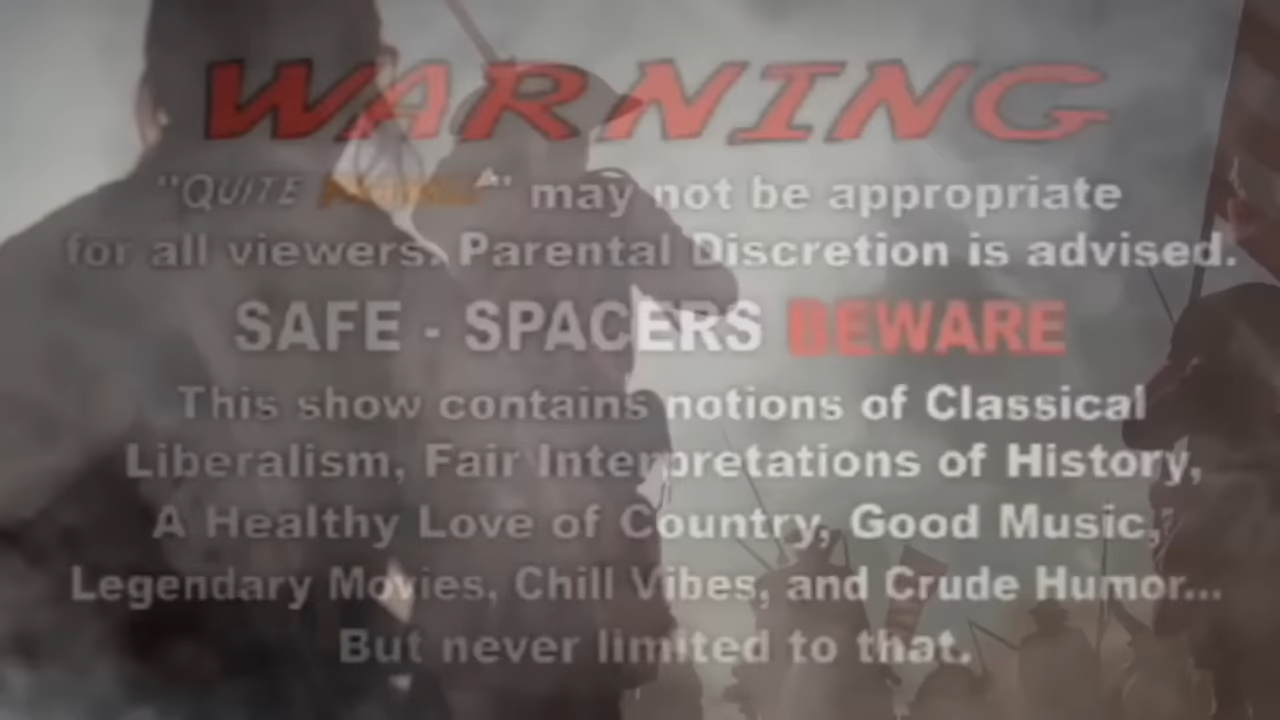 WARNING
"QUITE " may not be appropriate
for all viewers. Parental Discretion is advised.
SAFE - SPACERS BEWARE
This show contains notions of Classical
Liberalism, Fair Interpretations of History,
A Healthy Love of Country, Good Music,
Legendary Movies, Chill Vibes, and Crude Humor...
But never limited to that.